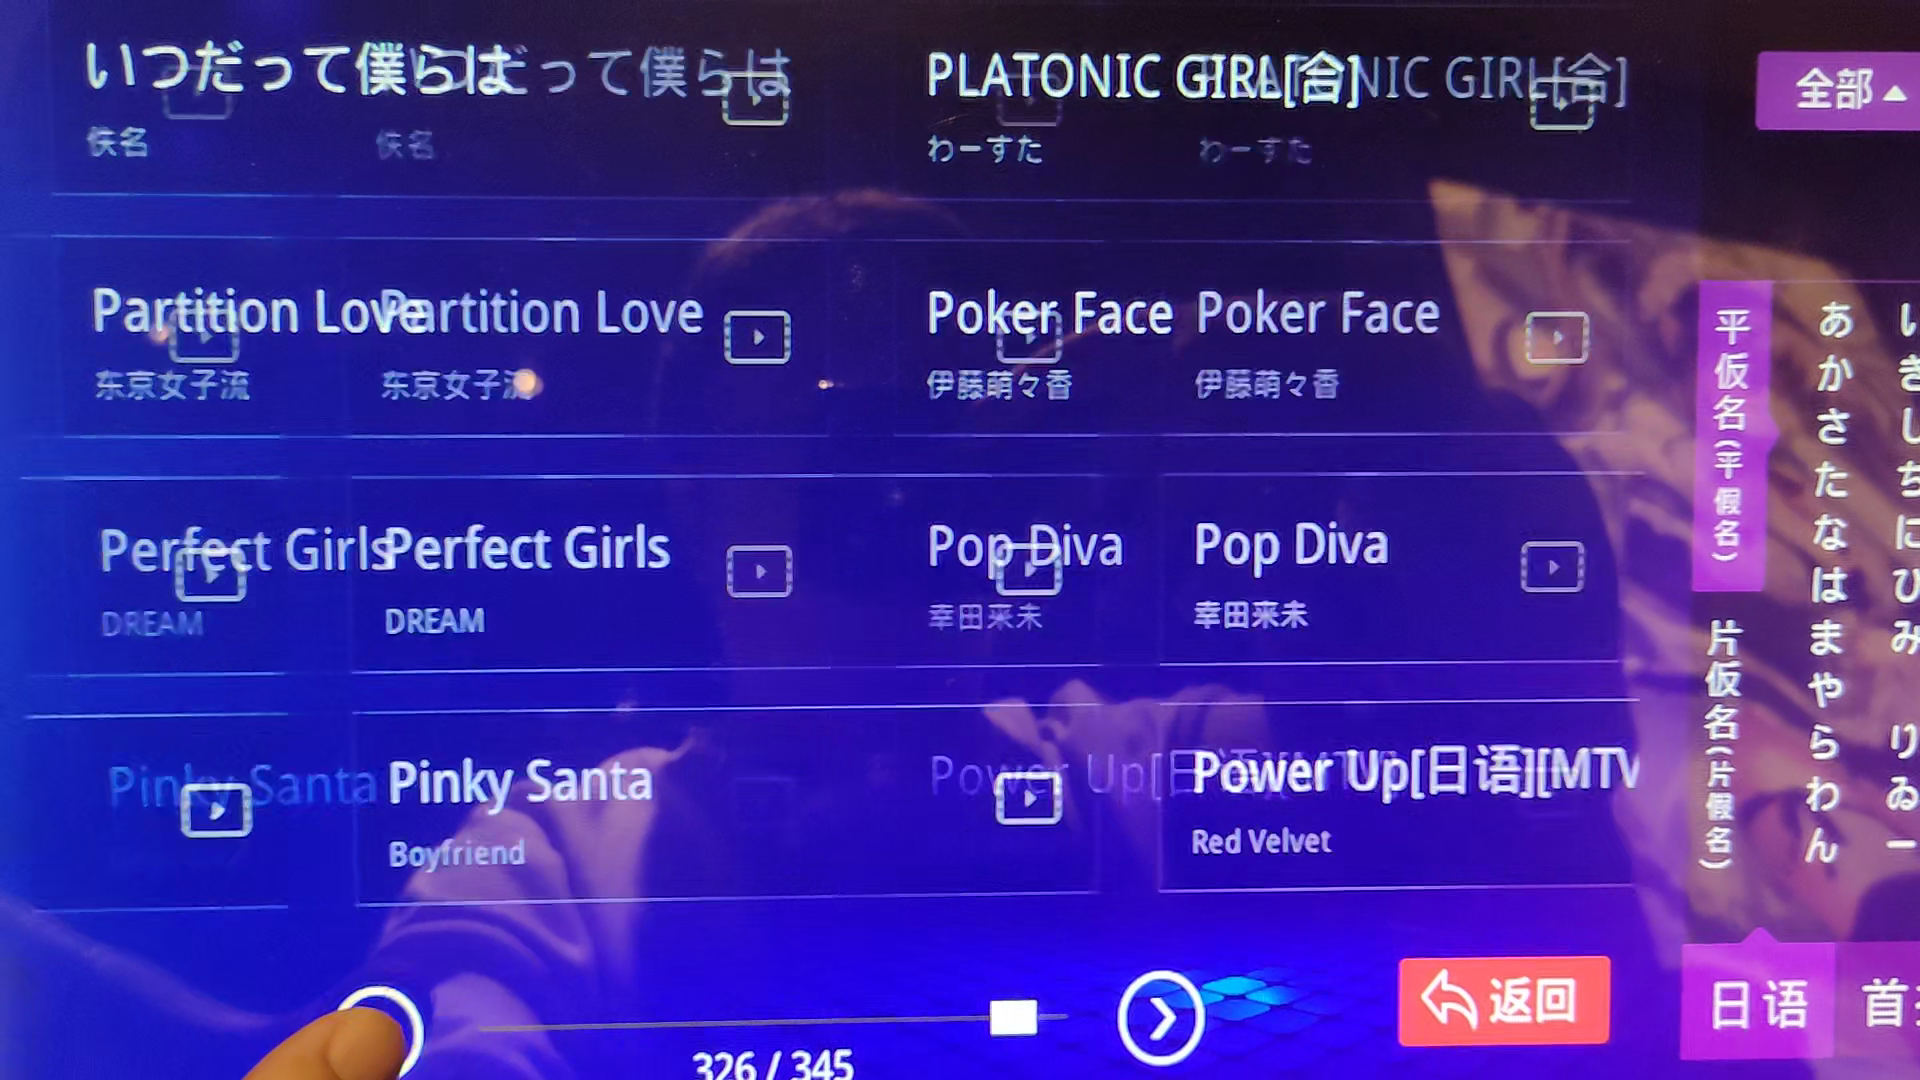 いつだって僕らは いつだって僕らは
佚名 佚名
PLATONIC GIRL[合] PLATONIC GIRL[合]
わーすた わーすた
Partition Love Partition Love
东京女子流 东京女子流
Poker Face Poker Face
伊藤萌々香 伊藤萌々香
Perfect Girls Perfect Girls
DREAM DREAM
Pop Diva Pop Diva
幸田来未 幸田来未
Pinky Santa Pinky Santa
Boyfriend
Power Up[日语][MTV Power Up[日语][MTV
Red Velvet
326 / 345
返回
全部
平仮名(平假名)
片仮名(片假名)
あかさたなはまやらわん
いきしちにひみ りゐー
日语
首